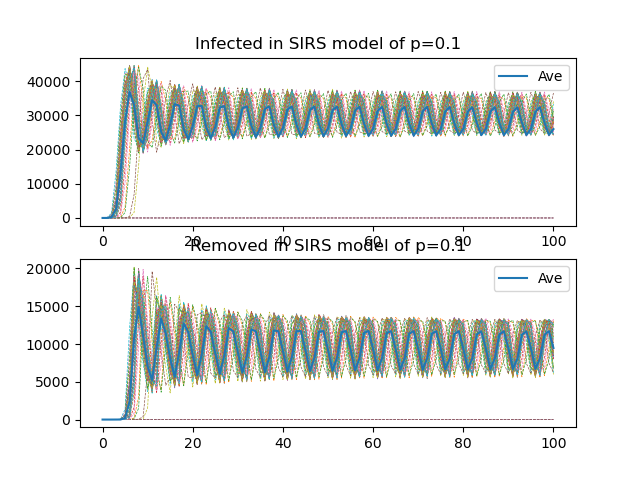 Infected in SIRS model of p=0.1
40000
30000
20000
10000
0
Ave
0 20 40 60 80 100
Removed in SIRS model of p=0.1
20000
15000
10000
5000
0
Ave
0 20 40 60 80 100